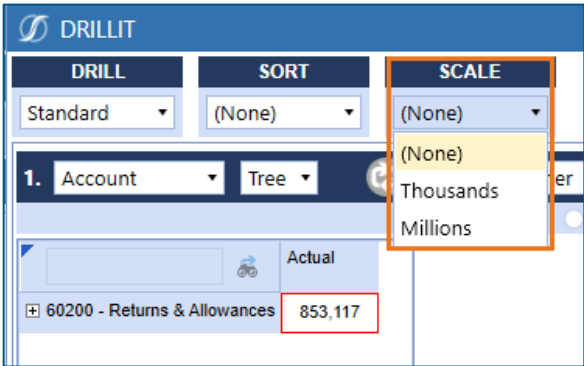 DRILLIT
DRILL SORT SCALE
Standard (None) (None)
(None)
Thousands
Millions
1. Account Tree er
Actual
60200 - Returns & Allowances 853,117